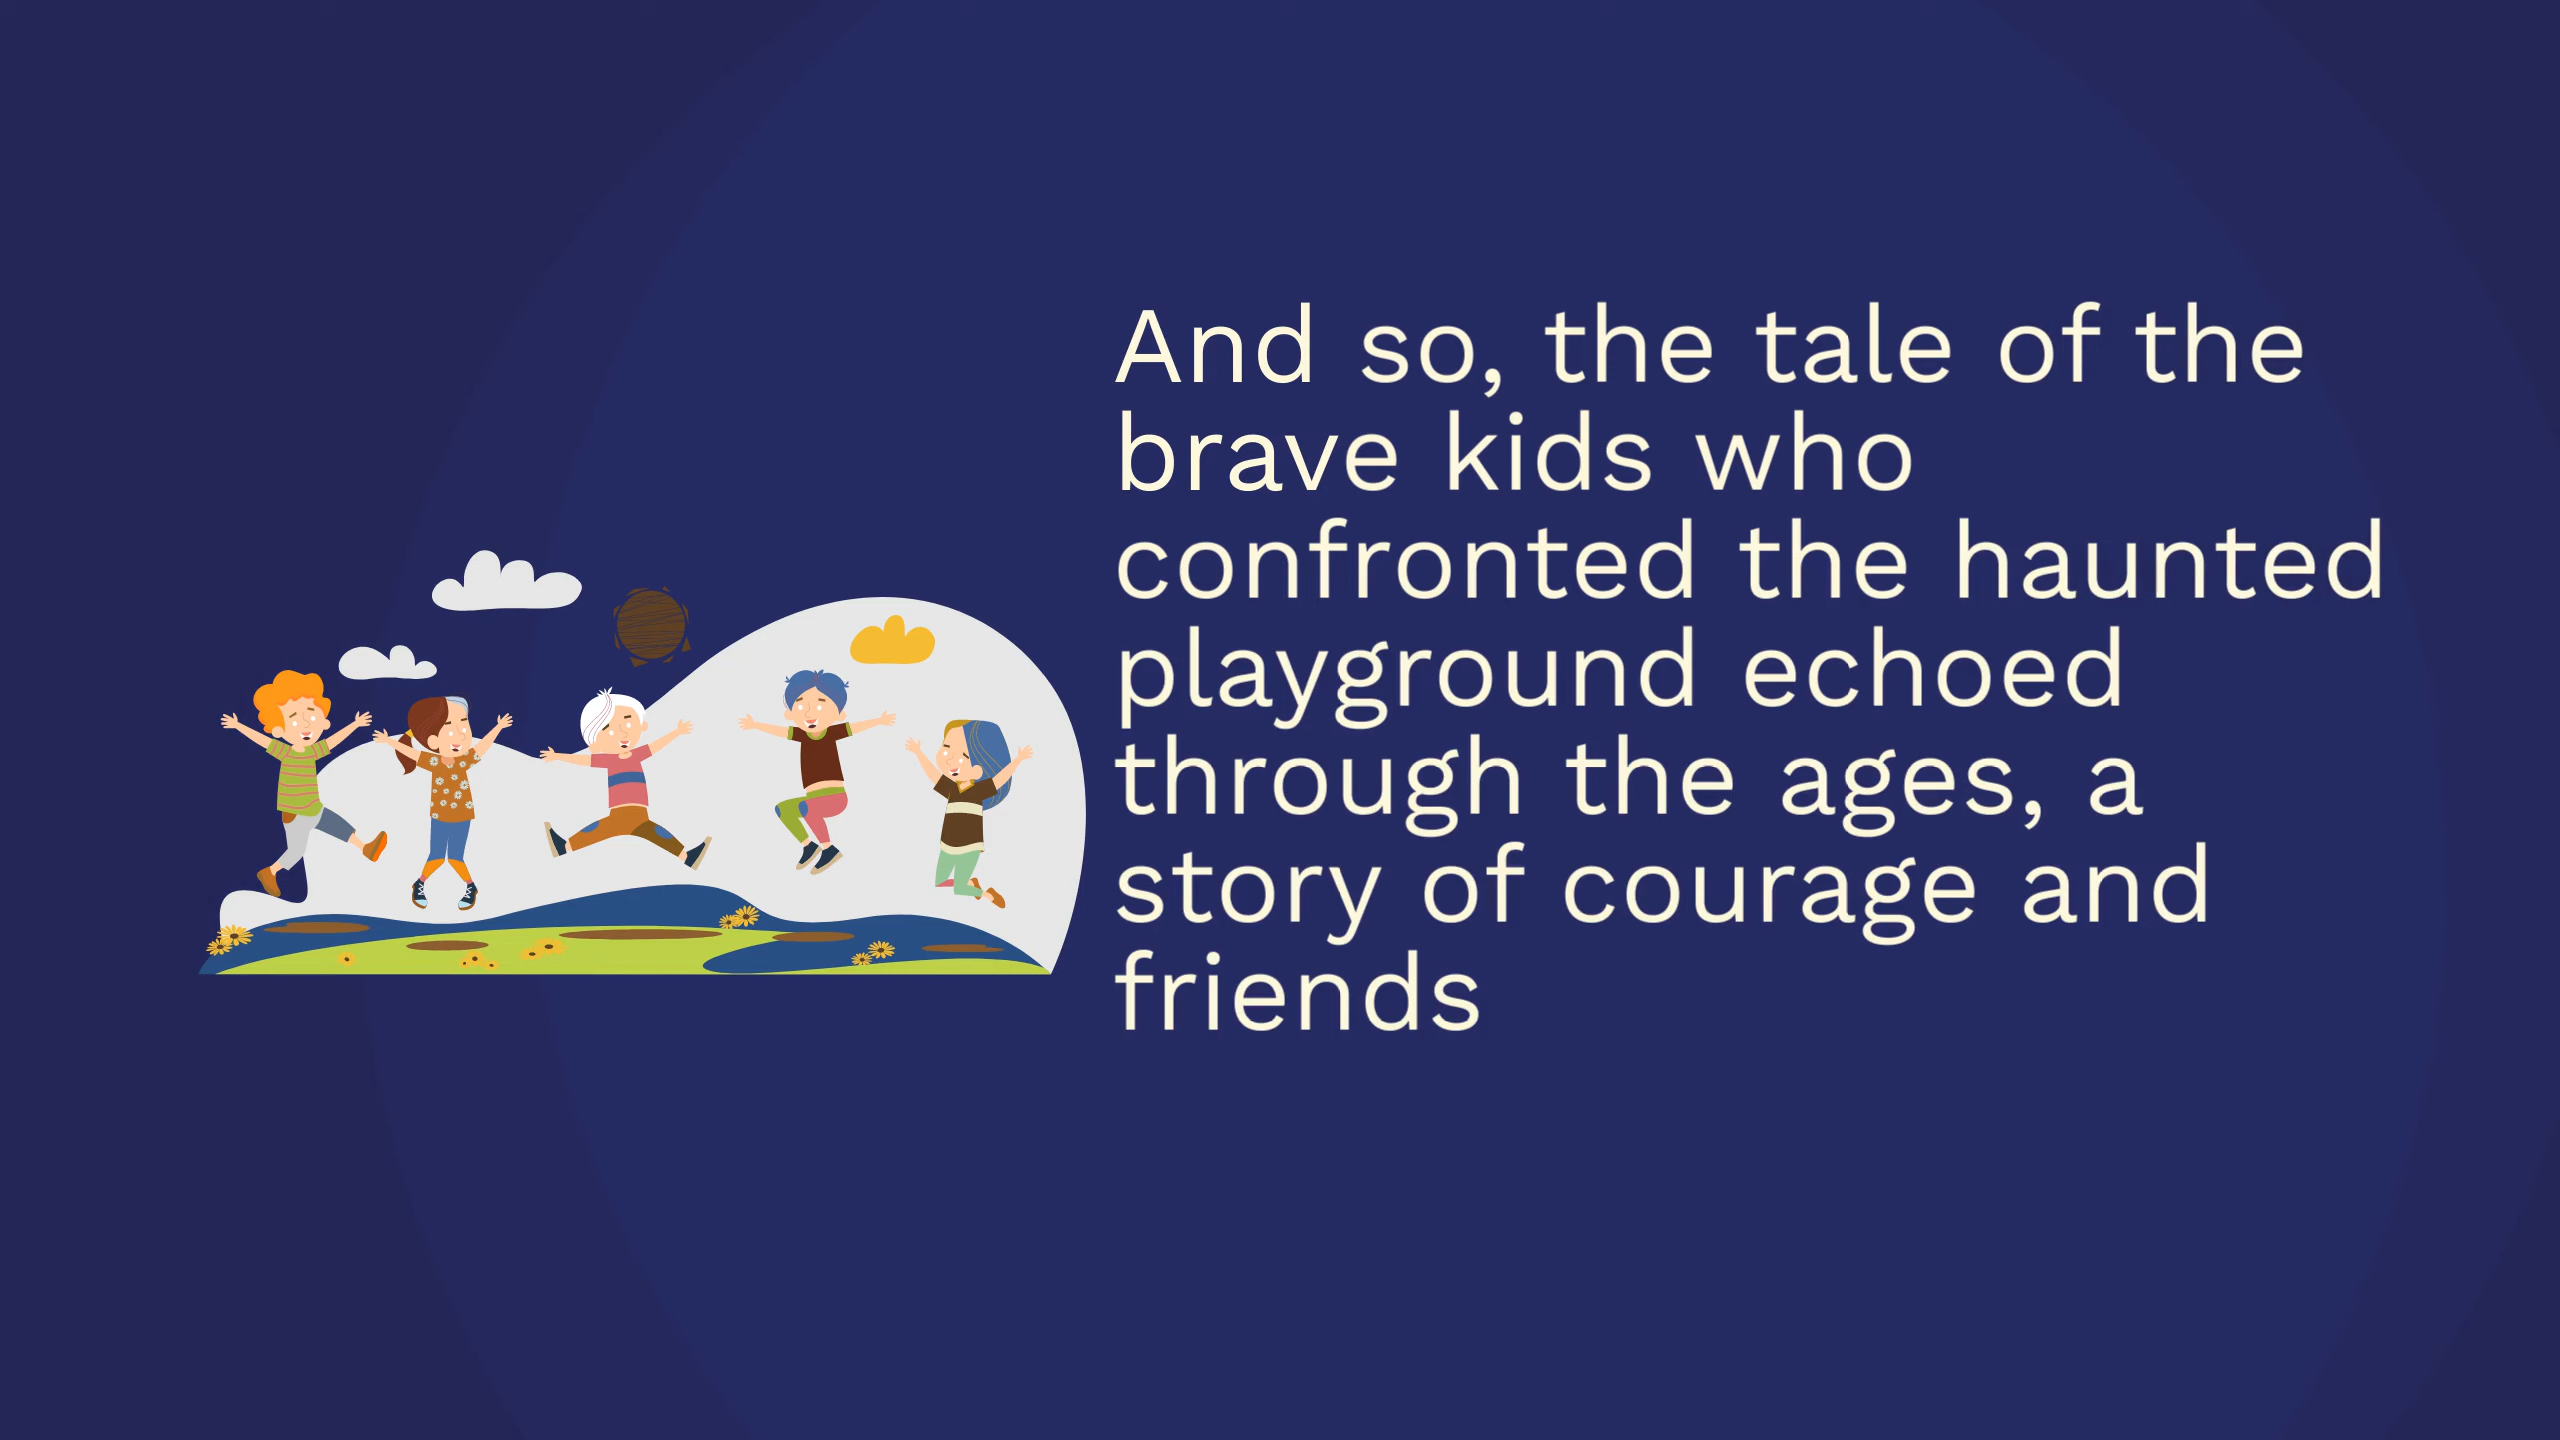 And so, the tale of the
brave kids who
confronted the haunted
playground echoed
through the ages, a
story of courage and
friends